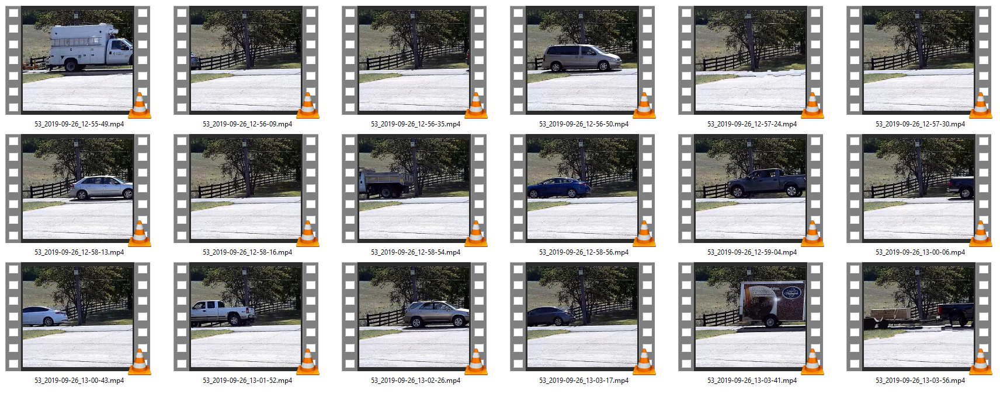 53_2019-09-26_12-55-49.mp4
53_2019-09-26_12-56-09.mp4
53_2019-09-26_12-56-35.mp4
53_2019-09-26_12-56-50.mp4
53_2019-09-26_12-57-24.mp4
53_2019-09-26_12-57-30.mp4
53_2019-09-26_12-58-13.mp4
53_2019-09-26_12-58-16.mp4
53_2019-09-26_12-58-54.mp4
53_2019-09-26_12-58-56.mp4
53_2019-09-26_12-59-04.mp4
53_2019-09-26_13-00-06.mp4
53_2019-09-26_13-00-43.mp4
53_2019-09-26_13-01-52.mp4
53_2019-09-26_13-02-26.mp4
53_2019-09-26_13-03-17.mp4
53_2019-09-26_13-03-41.mp4
53_2019-09-26_13-03-56.mp4